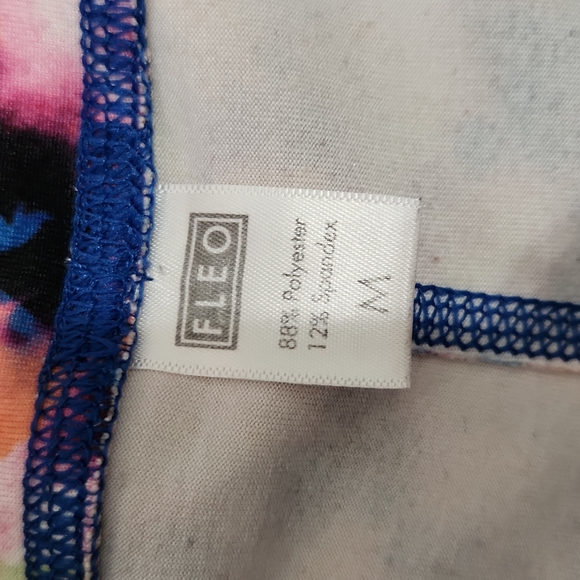 FLEO
88% Polyester
12% Spandex
M